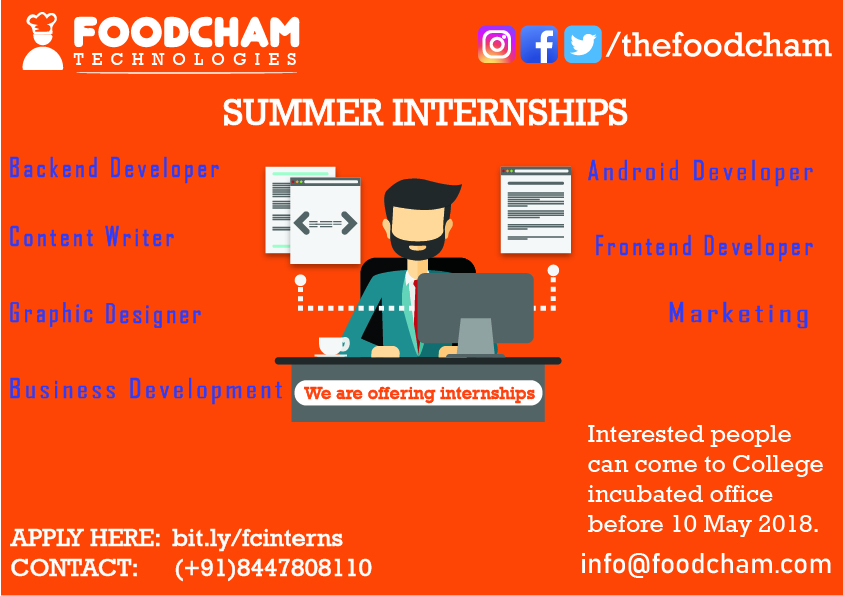 FOODCHAM
TECHNOLOGIES
/thefoodcham
SUMMER INTERNSHIPS
Backend Developer
Content Writer
Graphic Designer
Business Development
Android Developer
Frontend Developer
Marketing
We are offering internships
Interested people
can come to College
incubated office
before 10 May 2018.
APPLY HERE: bit.ly/fcinterns
CONTACT: (+91)8447808110
info@foodcham.com